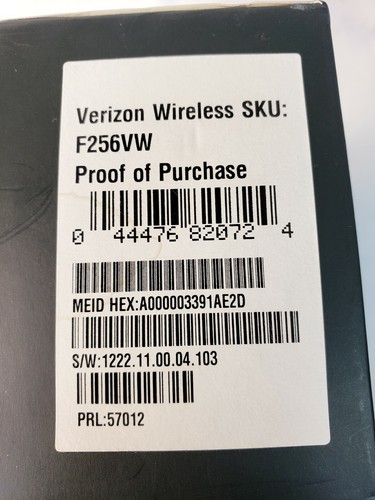 Verizon Wireless SKU:
F256VW
Proof of Purchase
0 44476 82072 4
MEID HEX:A000003391AE2D
S/W:1222.11.00.04.103
PRL:57012